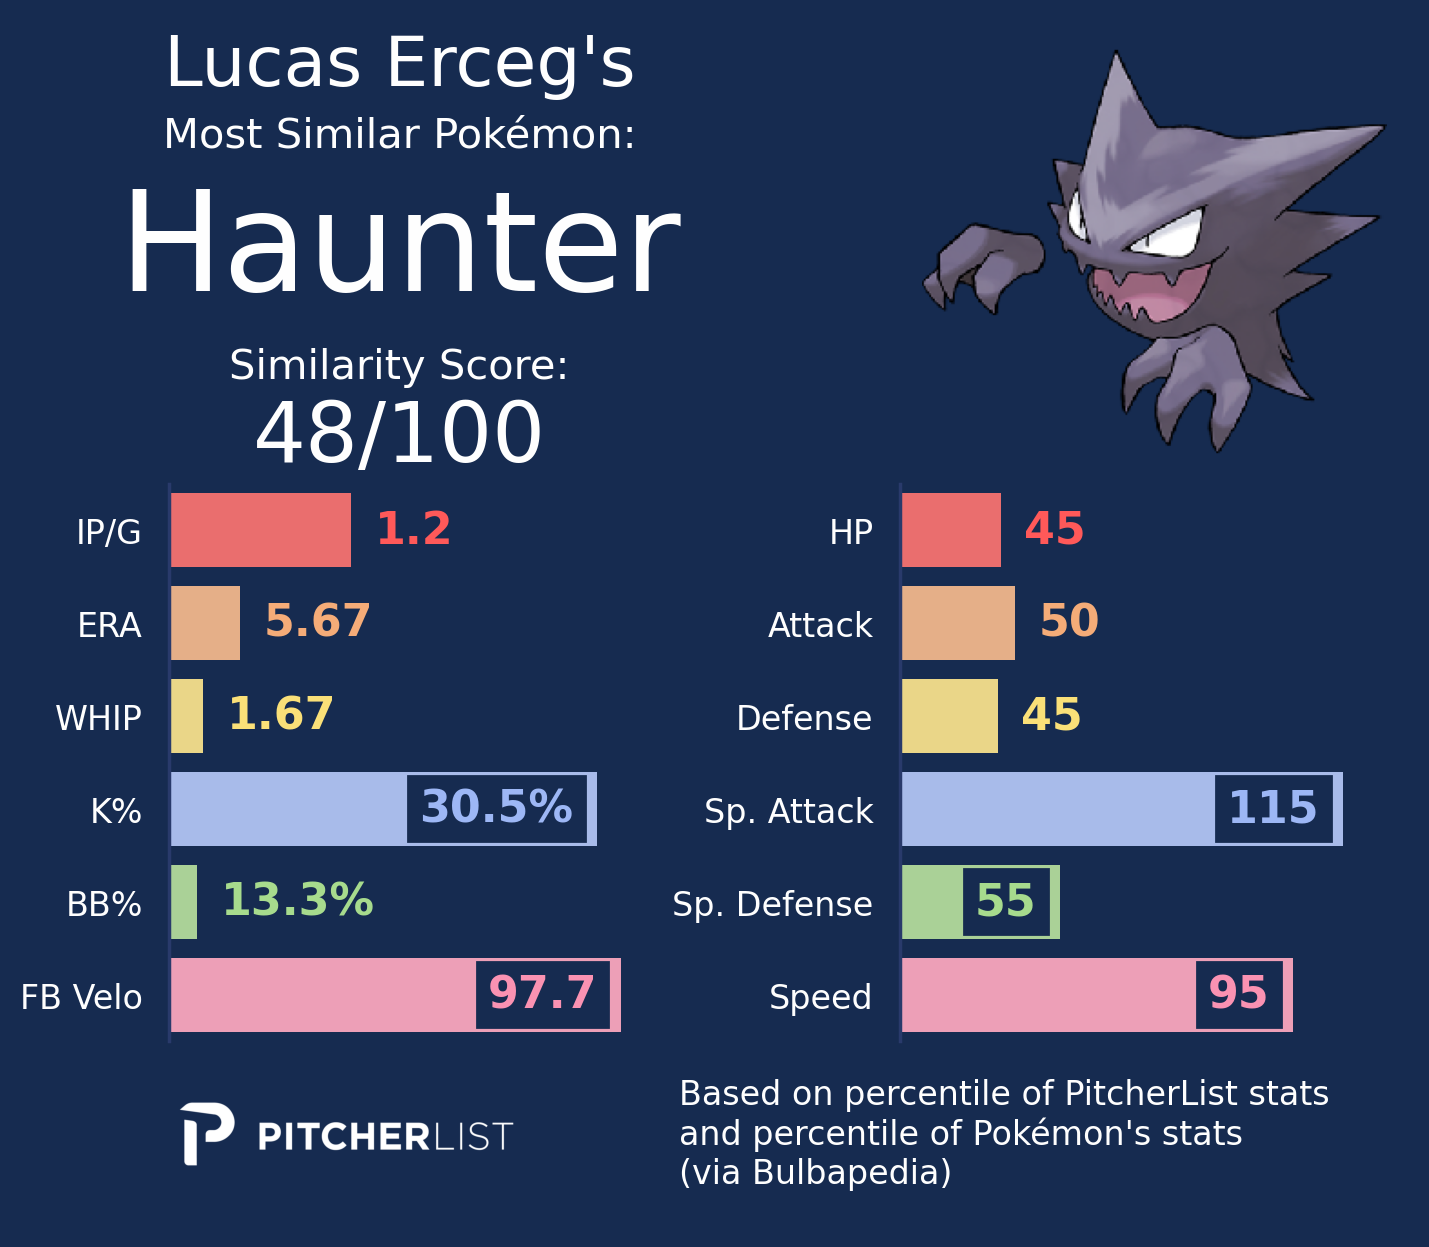 Lucas Erceg's
Most Similar Pokémon:
Haunter
Similarity Score:
48/100
IP/G 1.2
ERA 5.67
WHIP 1.67
K% 30.5%
BB% 13.3%
FB Velo 97.7
HP 45
Attack 50
Defense 45
Sp. Attack 115
Sp. Defense 55
Speed 95
PITCHERLIST
Based on percentile of PitcherList stats
and percentile of Pokémon's stats
(via Bulbapedia)